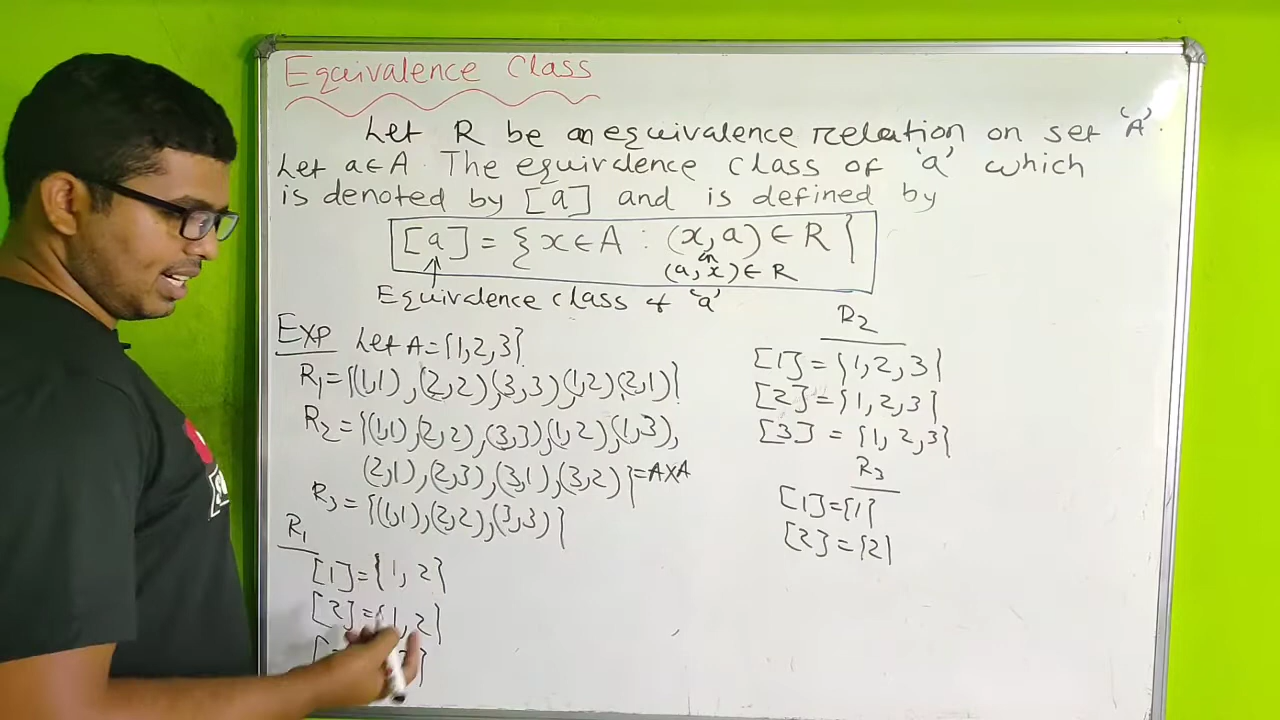 Equivalence Class
Let R be an equivalence relation on set 'A'.
Let a∈A. The equivalence class of 'a' which
is denoted by [a] and is defined by
[a] = { x∈A : (x, a) ∈ R }
or
(a, x) ∈ R
Equivalence class of 'a'
Exp Let A={1,2,3}
R₁={(1,1),(2,2)(3,3),(1,2)(2,1)}
R₂={(1,1),(2,2),(3,3),(1,2),(1,3),
(2,1),(2,3),(3,1),(3,2)}=A×A
R₃={(1,1),(2,2),(3,3)}
R₁
[1]={1, 2}
[2]={1, 2}
R₂
[1]={1,2,3}
[2]={1,2,3}
[3] = {1,2,3}
R₃
[1]={1}
[2]={2}